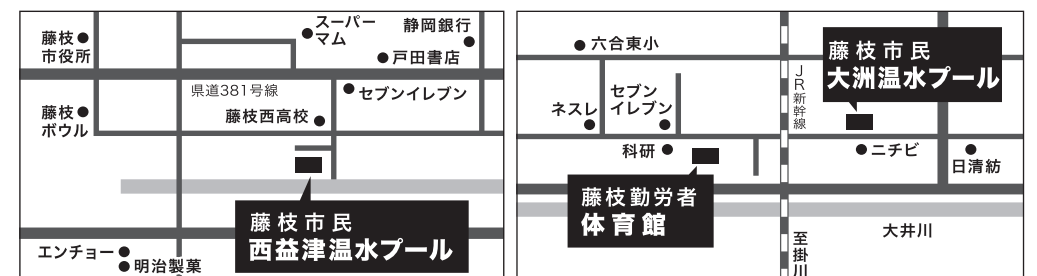 スーパー
マム
静岡銀行
藤枝
市役所
戸田書店
県道381号線
セブンイレブン
藤枝
ボウル
藤枝西高校
藤枝市民
西益津温水プール
エンチョー
明治製菓
六合東小
藤枝市民
大洲温水プール
JR新幹線
セブン
イレブン
ネスレ
科研
ニチビ
日清紡
藤枝勤労者
体育館
大井川
至掛川